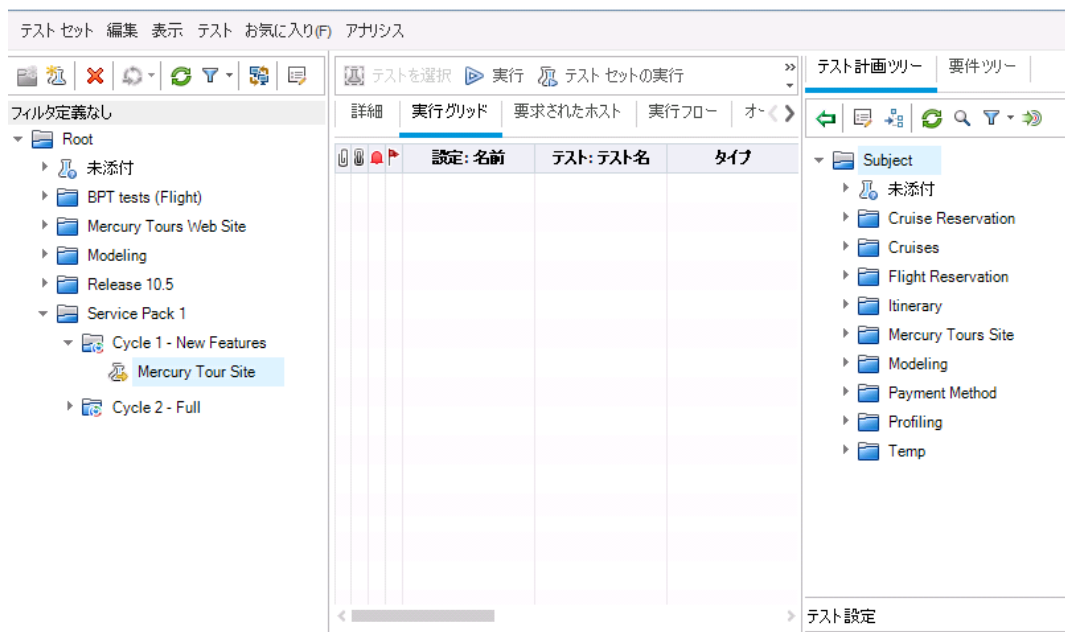 テスト セット 編集 表示 テスト お気に入り(F) アナリシス
フィルタ定義なし
Root
未添付
BPT tests (Flight)
Mercury Tours Web Site
Modeling
Release 10.5
Service Pack 1
Cycle 1 - New Features
Mercury Tour Site
Cycle 2 - Full
テストを選択 実行 テスト セットの実行 »
詳細 実行グリッド 要求されたホスト 実行フロー オー
設定: 名前 テスト: テスト名 タイプ
テスト計画ツリー 要件ツリー
Subject
未添付
Cruise Reservation
Cruises
Flight Reservation
Itinerary
Mercury Tours Site
Modeling
Payment Method
Profiling
Temp
テスト設定